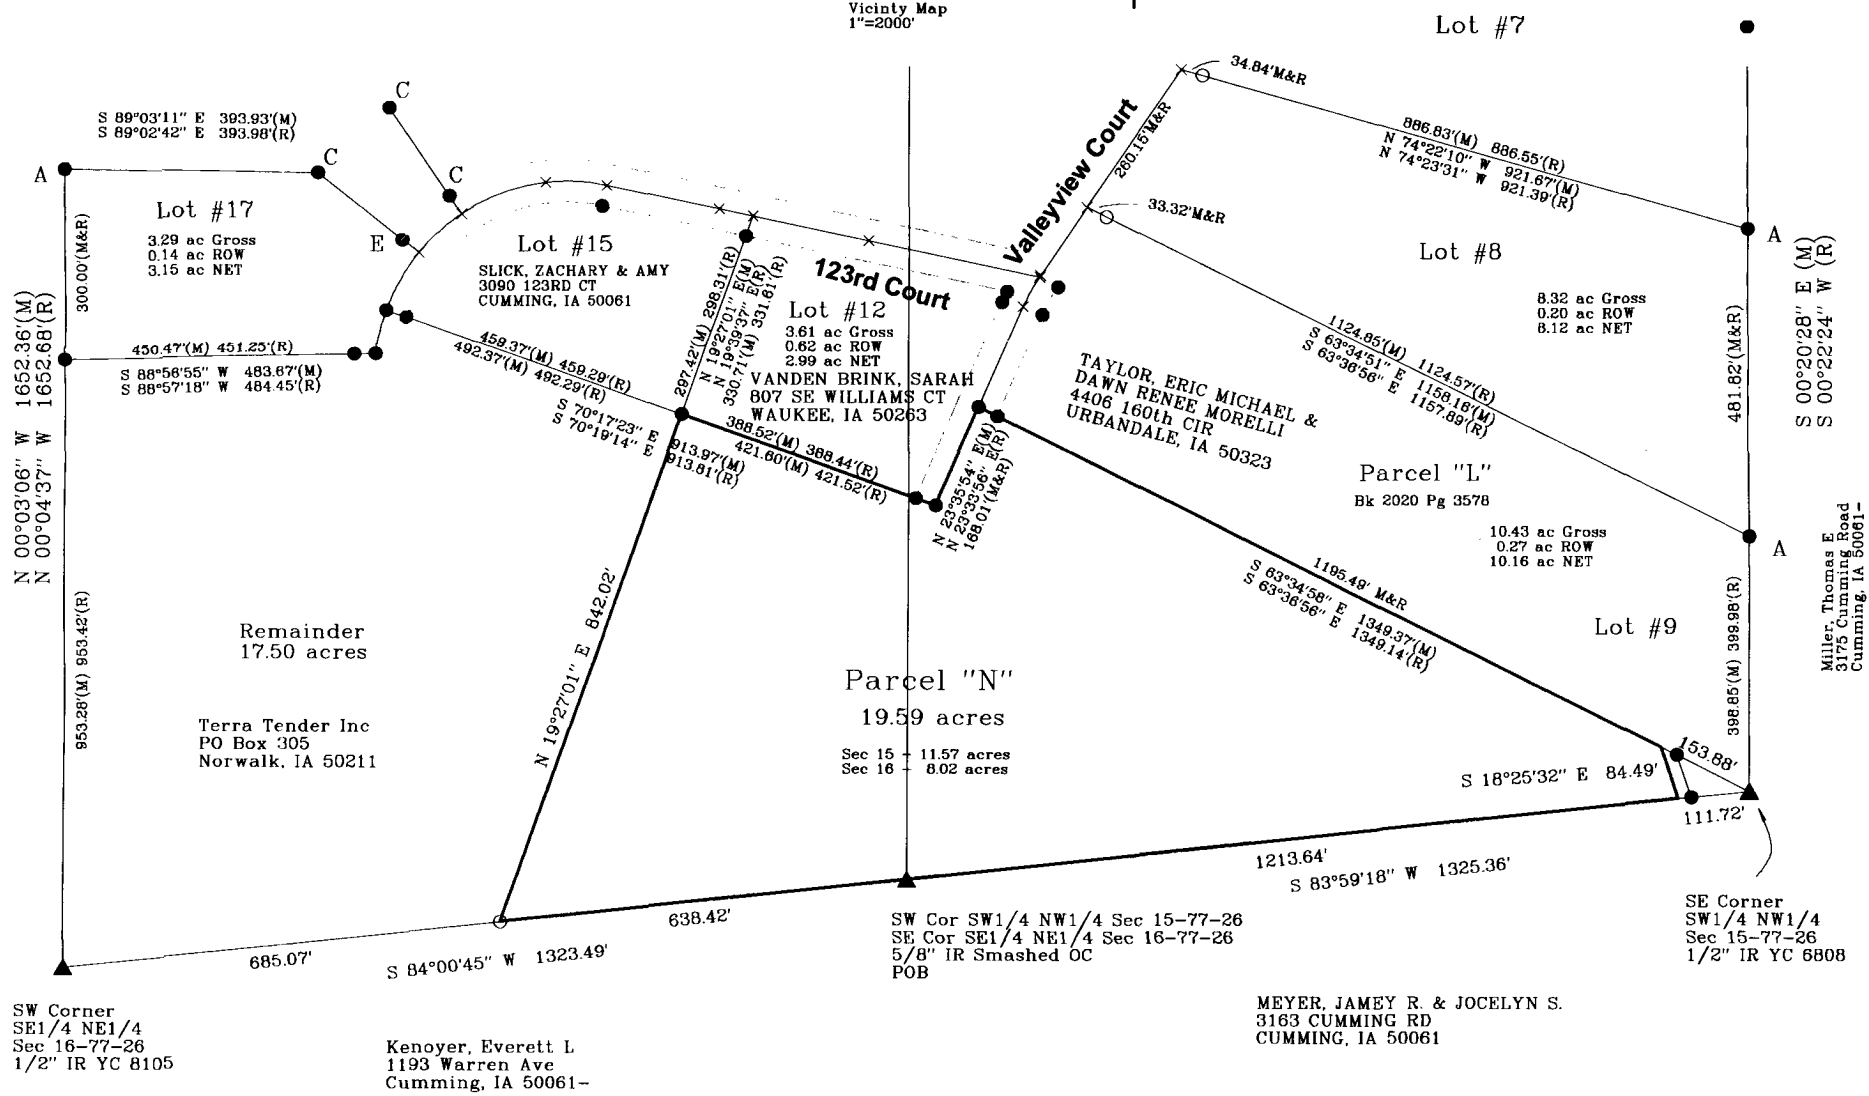 Vicinty Map
1"=2000'
Lot #7
34.84'M&R
C
S 89°03'11" E 393.93'(M)
S 89°02'42" E 393.98'(R)
C
C
A
Lot #17
3.29 ac Gross
0.14 ac ROW
3.15 ac NET
E
300.00'(M&R)
Lot #15
SLICK, ZACHARY & AMY
3090 123RD CT
CUMMING, IA 50061
123rd Court
Valleyview Court
260.15'M&R
33.32'M&R
886.83'(M) 886.55'(R)
N 74°22'10" W 921.67'(M)
N 74°23'31" W 921.39'(R)
Lot #8
8.32 ac Gross
0.20 ac ROW
8.12 ac NET
A
S 00°20'28" E (M)
S 00°22'24" W (R)
481.82'(M&R)
N 00°03'06" W 1652.36'(M)
N 00°04'37" W 1652.68'(R)
450.47'(M) 451.25'(R)
S 88°56'55" W 483.67'(M)
S 88°57'18" W 484.45'(R)
459.37'(M) 459.29'(R)
492.37'(M) 492.29'(R)
S 70°17'23" E 913.97'(M)
S 70°19'14" E 913.81'(R)
297.42'(M) 298.31'(R)
N 19°27'01" E(M)
N 19°39'37" E(R)
330.71'(M) 331.61'(R)
Lot #12
3.61 ac Gross
0.62 ac ROW
2.99 ac NET
VANDEN BRINK, SARAH
807 SE WILLIAMS CT
WAUKEE, IA 50263
388.52'(M) 388.44'(R)
421.60'(M) 421.52'(R)
N 23°35'54" E(M)
N 23°33'56" E(R)
168.01'(M&R)
TAYLOR, ERIC MICHAEL &
DAWN RENEE MORELLI
4406 160th CIR
URBANDALE, IA 50323
1124.85'(M) 1124.57'(R)
S 63°34'51" E 1158.18'(M)
S 63°36'56" E 1157.89'(R)
Parcel "L"
Bk 2020 Pg 3578
10.43 ac Gross
0.27 ac ROW
10.16 ac NET
A
Miller, Thomas E
3175 Cumming Road
Cumming, IA 50061-
1195.49' M&R
S 63°34'58" E 1349.37'(M)
S 63°36'56" E 1349.14'(R)
Lot #9
398.85'(M) 399.98'(R)
953.28'(M) 953.42'(R)
Remainder
17.50 acres
Terra Tender Inc
PO Box 305
Norwalk, IA 50211
N 19°27'01" E 842.02'
Parcel "N"
19.59 acres
Sec 15 - 11.57 acres
Sec 16 - 8.02 acres
153.88'
S 18°25'32" E 84.49'
111.72'
1213.64'
S 83°59'18" W 1325.36'
638.42'
685.07'
S 84°00'45" W 1323.49'
SW Cor SW1/4 NW1/4 Sec 15-77-26
SE Cor SE1/4 NE1/4 Sec 16-77-26
5/8" IR Smashed OC
POB
SE Corner
SW1/4 NW1/4
Sec 15-77-26
1/2" IR YC 6808
SW Corner
SE1/4 NE1/4
Sec 16-77-26
1/2" IR YC 8105
Kenoyer, Everett L
1193 Warren Ave
Cumming, IA 50061-
MEYER, JAMEY R. & JOCELYN S.
3163 CUMMING RD
CUMMING, IA 50061